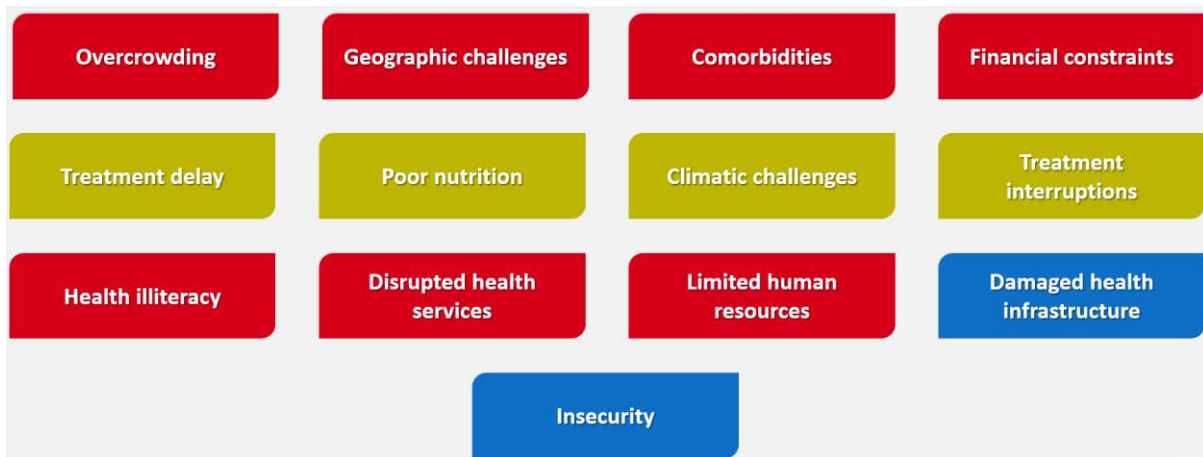 Overcrowding
Geographic challenges
Comorbidities
Financial constraints
Treatment delay
Poor nutrition
Climatic challenges
Treatment
interruptions
Health illiteracy
Disrupted health
services
Limited human
resources
Damaged health
infrastructure
Insecurity